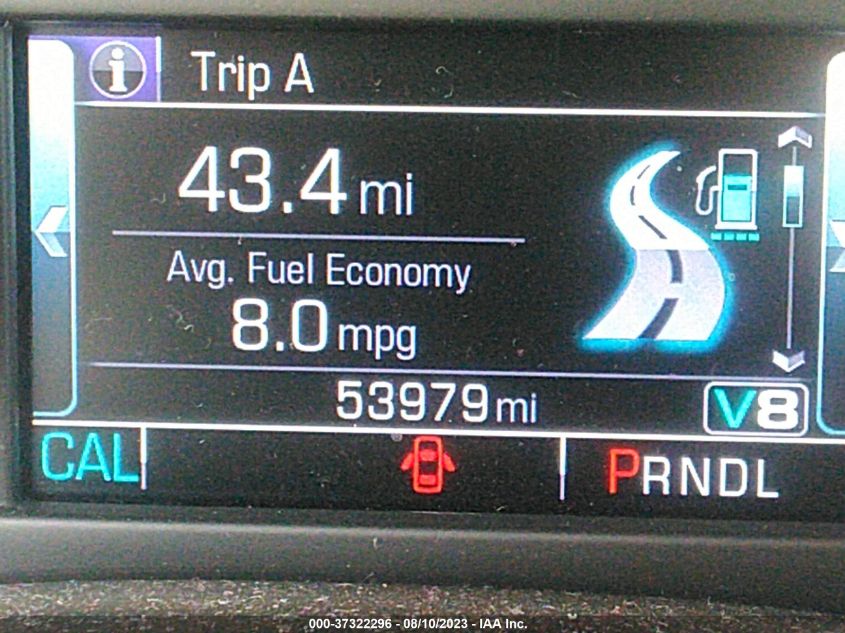 i Trip A
43.4 mi
Avg. Fuel Economy
8.0 mpg
53979 mi V8
CAL PRNDL
000-37322296 - 08/10/2023 - IAA Inc.